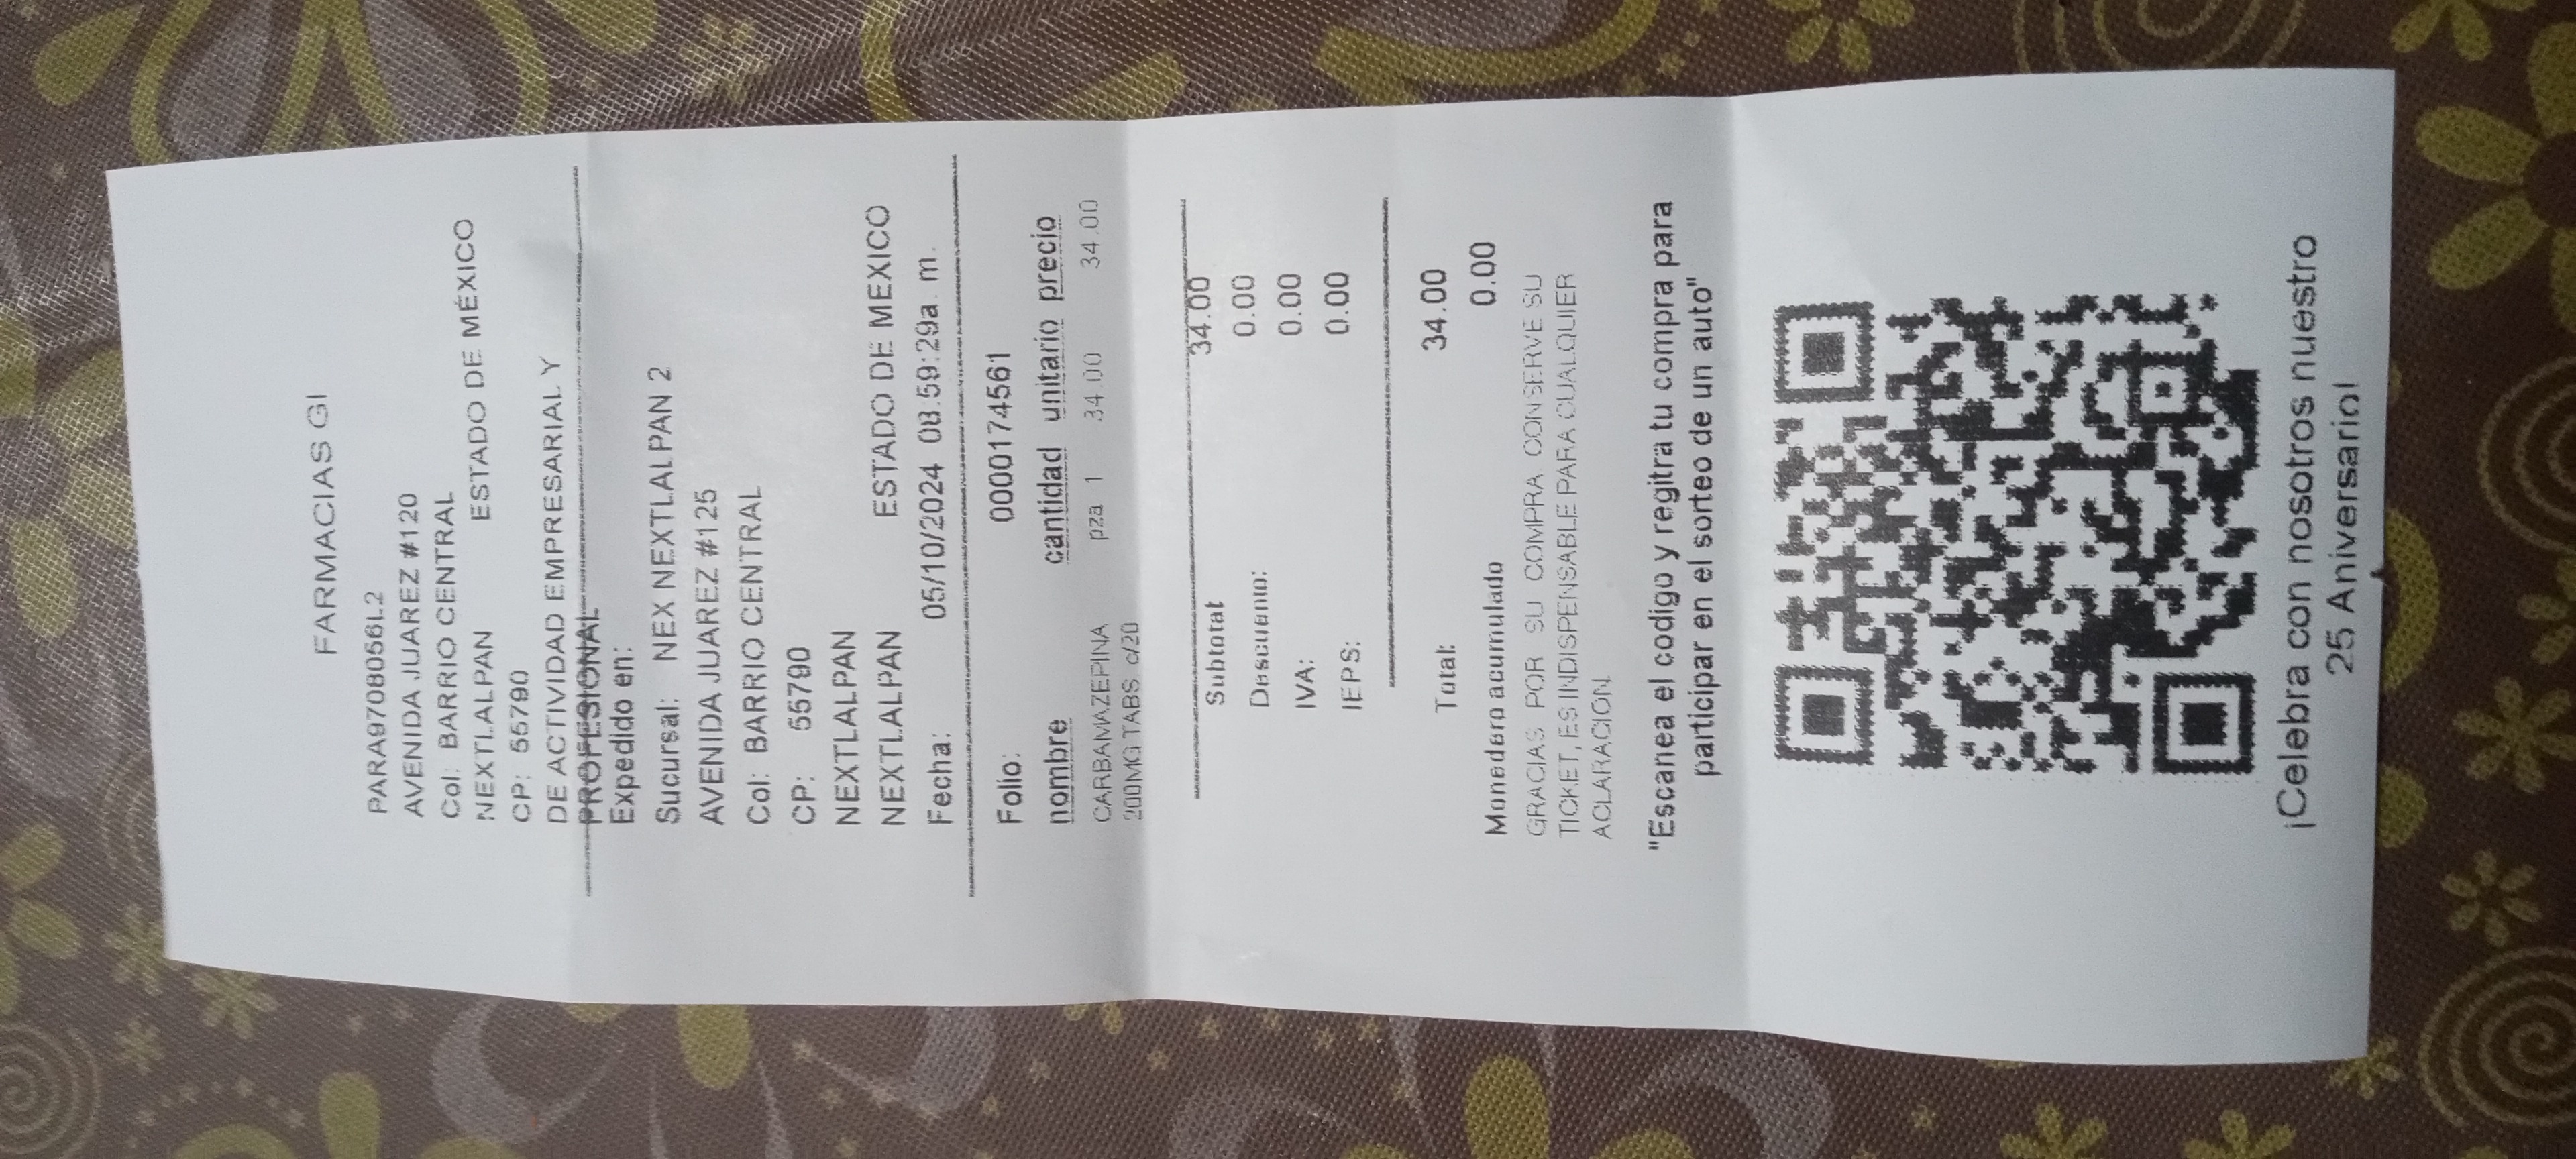 FARMACIAS GI
PARA9708056L2
AVENIDA JUAREZ #120
Col: BARRIO CENTRAL
NEXTLALPAN ESTADO DE MÉXICO
CP: 55790
DE ACTIVIDAD EMPRESARIAL Y
PROFESIONAL
Expedido en:
Sucursal: NEX NEXTLALPAN 2
AVENIDA JUAREZ #125
Col: BARRIO CENTRAL
CP: 55790
NEXTLALPAN
NEXTLALPAN ESTADO DE MEXICO
Fecha: 05/10/2024 08:59:29a. m.
Folio: 0000174561
nombre cantidad unitario precio
CARBAMAZEPINA pza 1 34.00 34.00
200MG TABS. c/20
Subtotal 34.00
Descuento: 0.00
IVA: 0.00
IEPS: 0.00
Total: 34.00
Monedero acumulado 0.00
GRACIAS POR SU COMPRA CONSERVE SU
TICKET, ES INDISPENSABLE PARA CUALQUIER
ACLARACION.
"Escanea el codigo y regitra tu compra para
participar en el sorteo de un auto"
¡Celebra con nosotros nuestro
25 Aniversario!